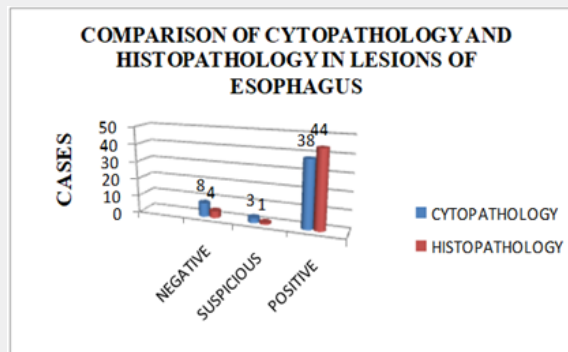 COMPARISON OF CYTOPATHOLOGY AND
HISTOPATHOLOGY IN LESIONS OF
ESOPHAGUS
CASES
50
40
30
20
10
0
8
4
3
1
38
44
NEGATIVE
SUSPICIOUS
POSITIVE
CYTOPATHOLOGY
HISTOPATHOLOGY